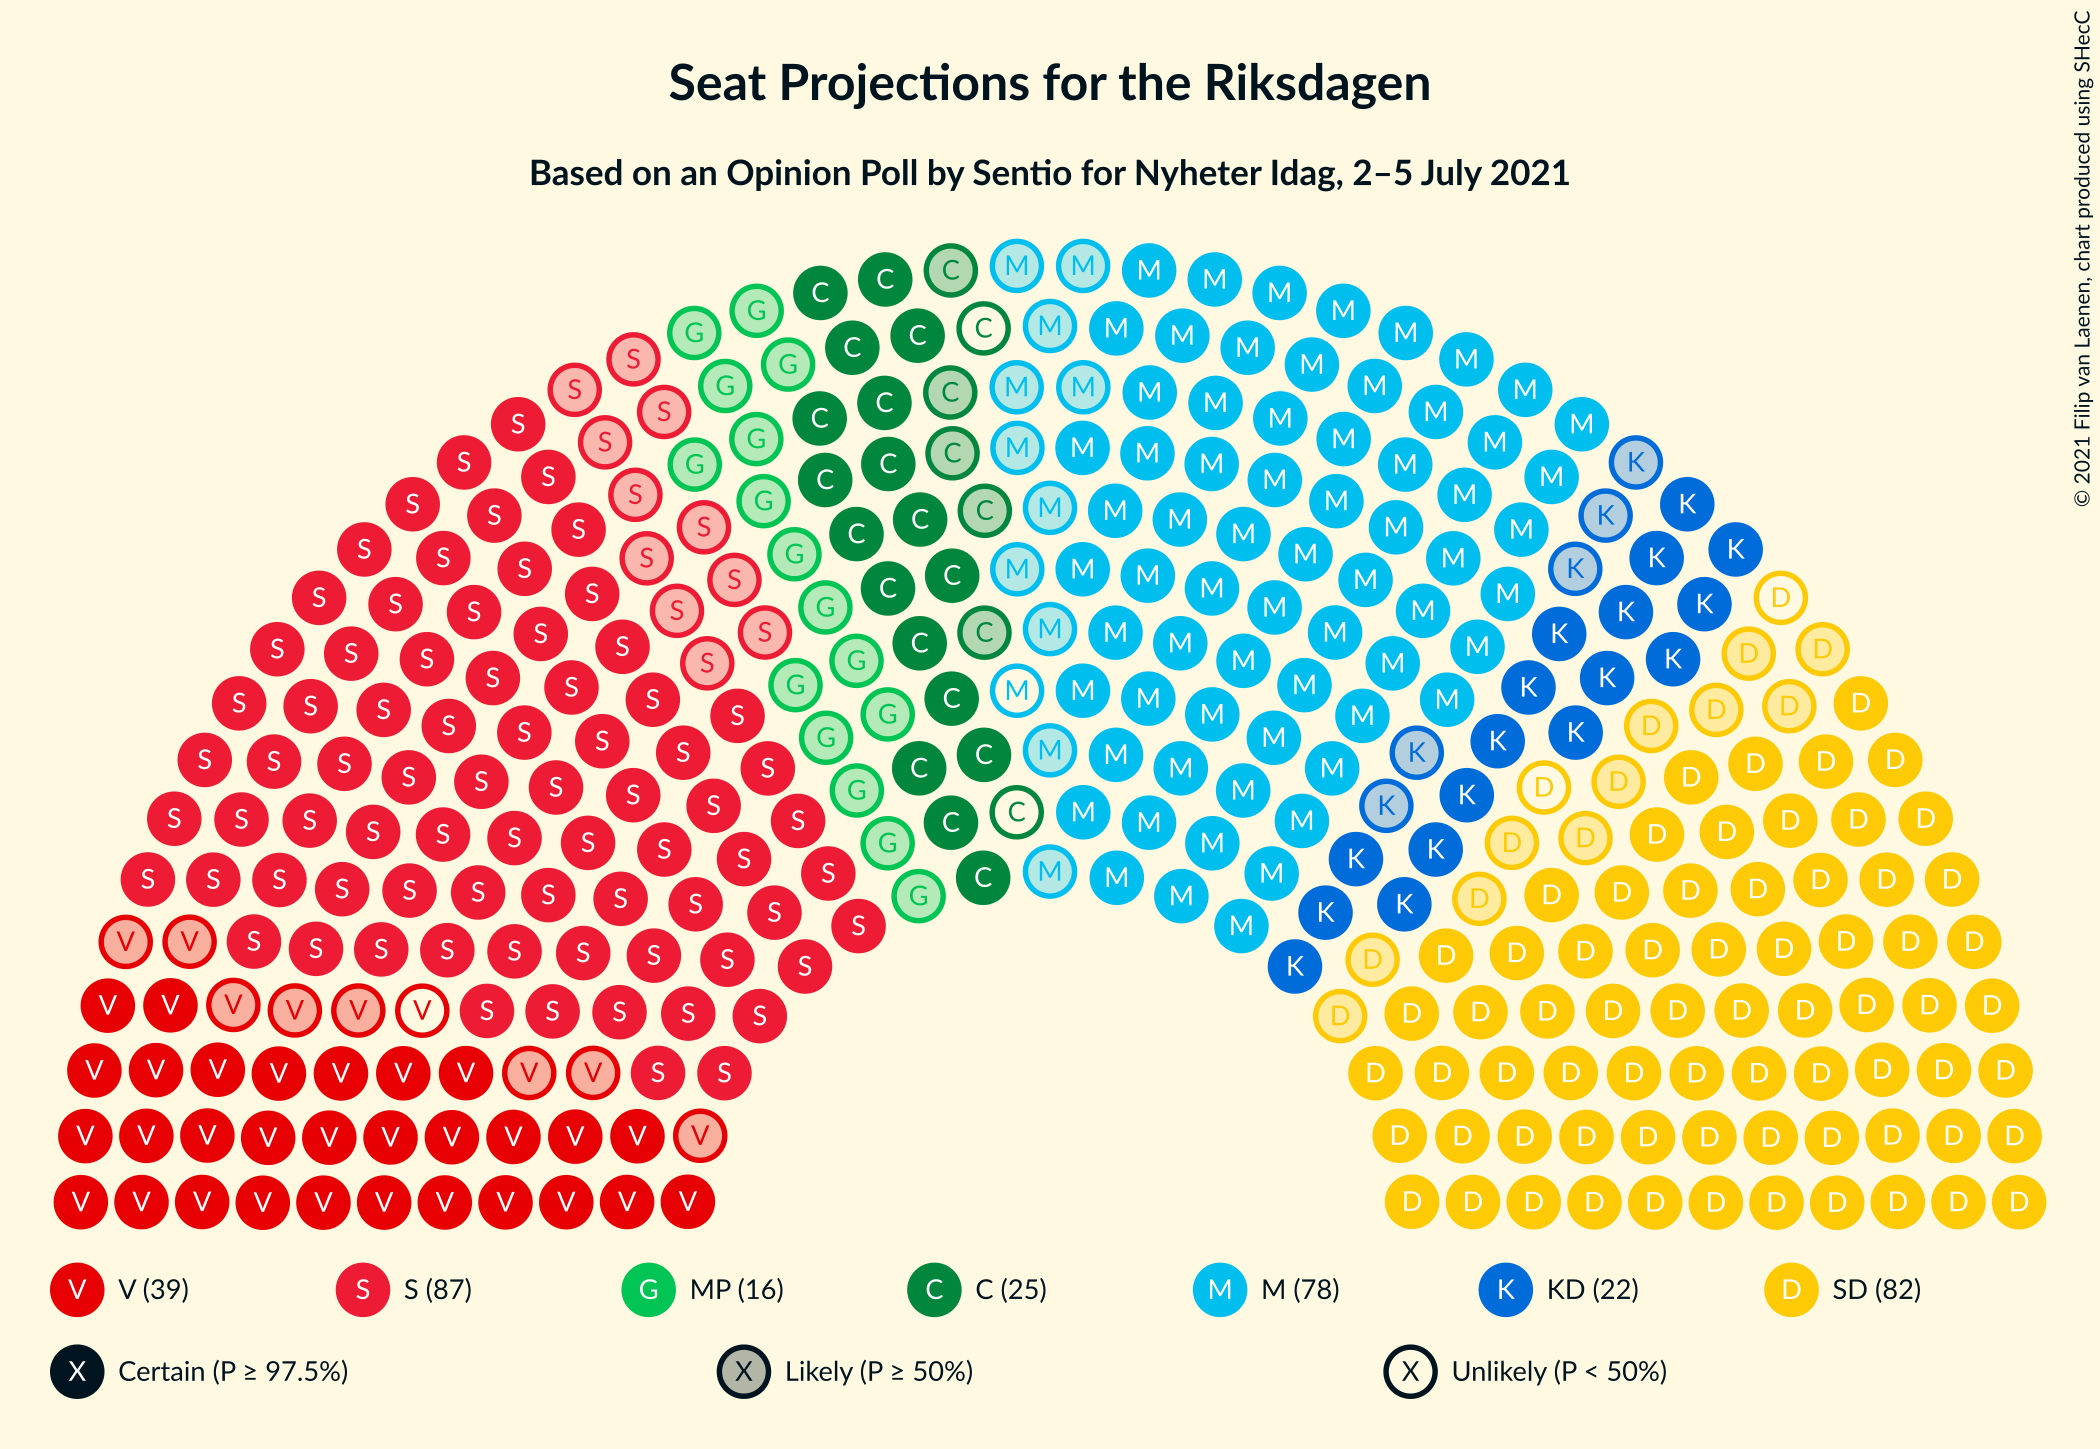 Seat Projections for the Riksdagen
Based on an Opinion Poll by Sentio for Nyheter Idag, 2–5 July 2021
© 2021 Filip van Laenen, chart produced using SHecC
V V (39) S S (87) G MP (16) C C (25) M M (78) K KD (22) D SD (82)
X Certain (P ≥ 97.5%) X Likely (P ≥ 50%) X Unlikely (P < 50%)